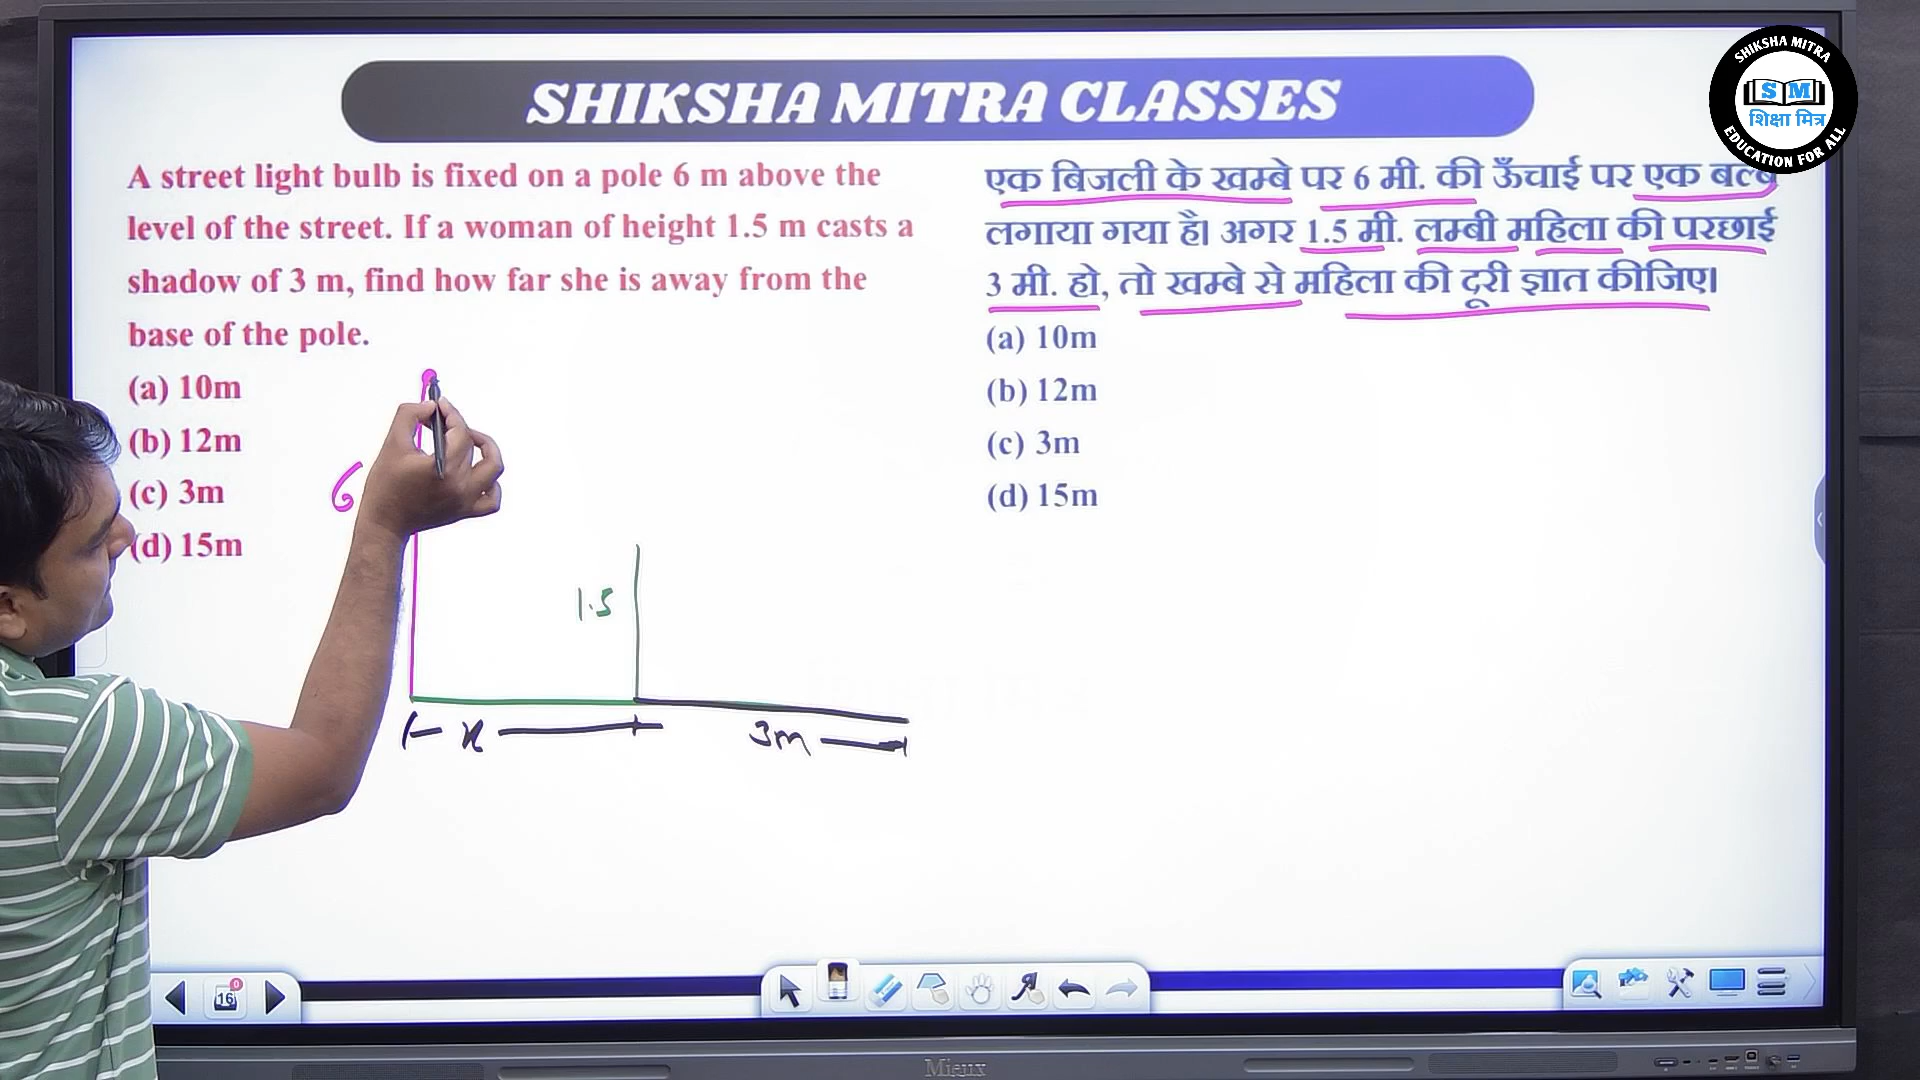 SHIKSHA MITRA CLASSES
SHIKSHA MITRA
SM
शिक्षा मित्र
EDUCATION FOR ALL
A street light bulb is fixed on a pole 6 m above the
level of the street. If a woman of height 1.5 m casts a
shadow of 3 m, find how far she is away from the
base of the pole.
(a) 10m
(b) 12m
(c) 3m
(d) 15m
एक बिजली के खम्बे पर 6 मी. की ऊँचाई पर एक बल्ब
लगाया गया है। अगर 1.5 मी. लम्बी महिला की परछाई
3 मी. हो, तो खम्बे से महिला की दूरी ज्ञात कीजिए।
(a) 10m
(b) 12m
(c) 3m
(d) 15m
6
1.5
x
3m
16
0